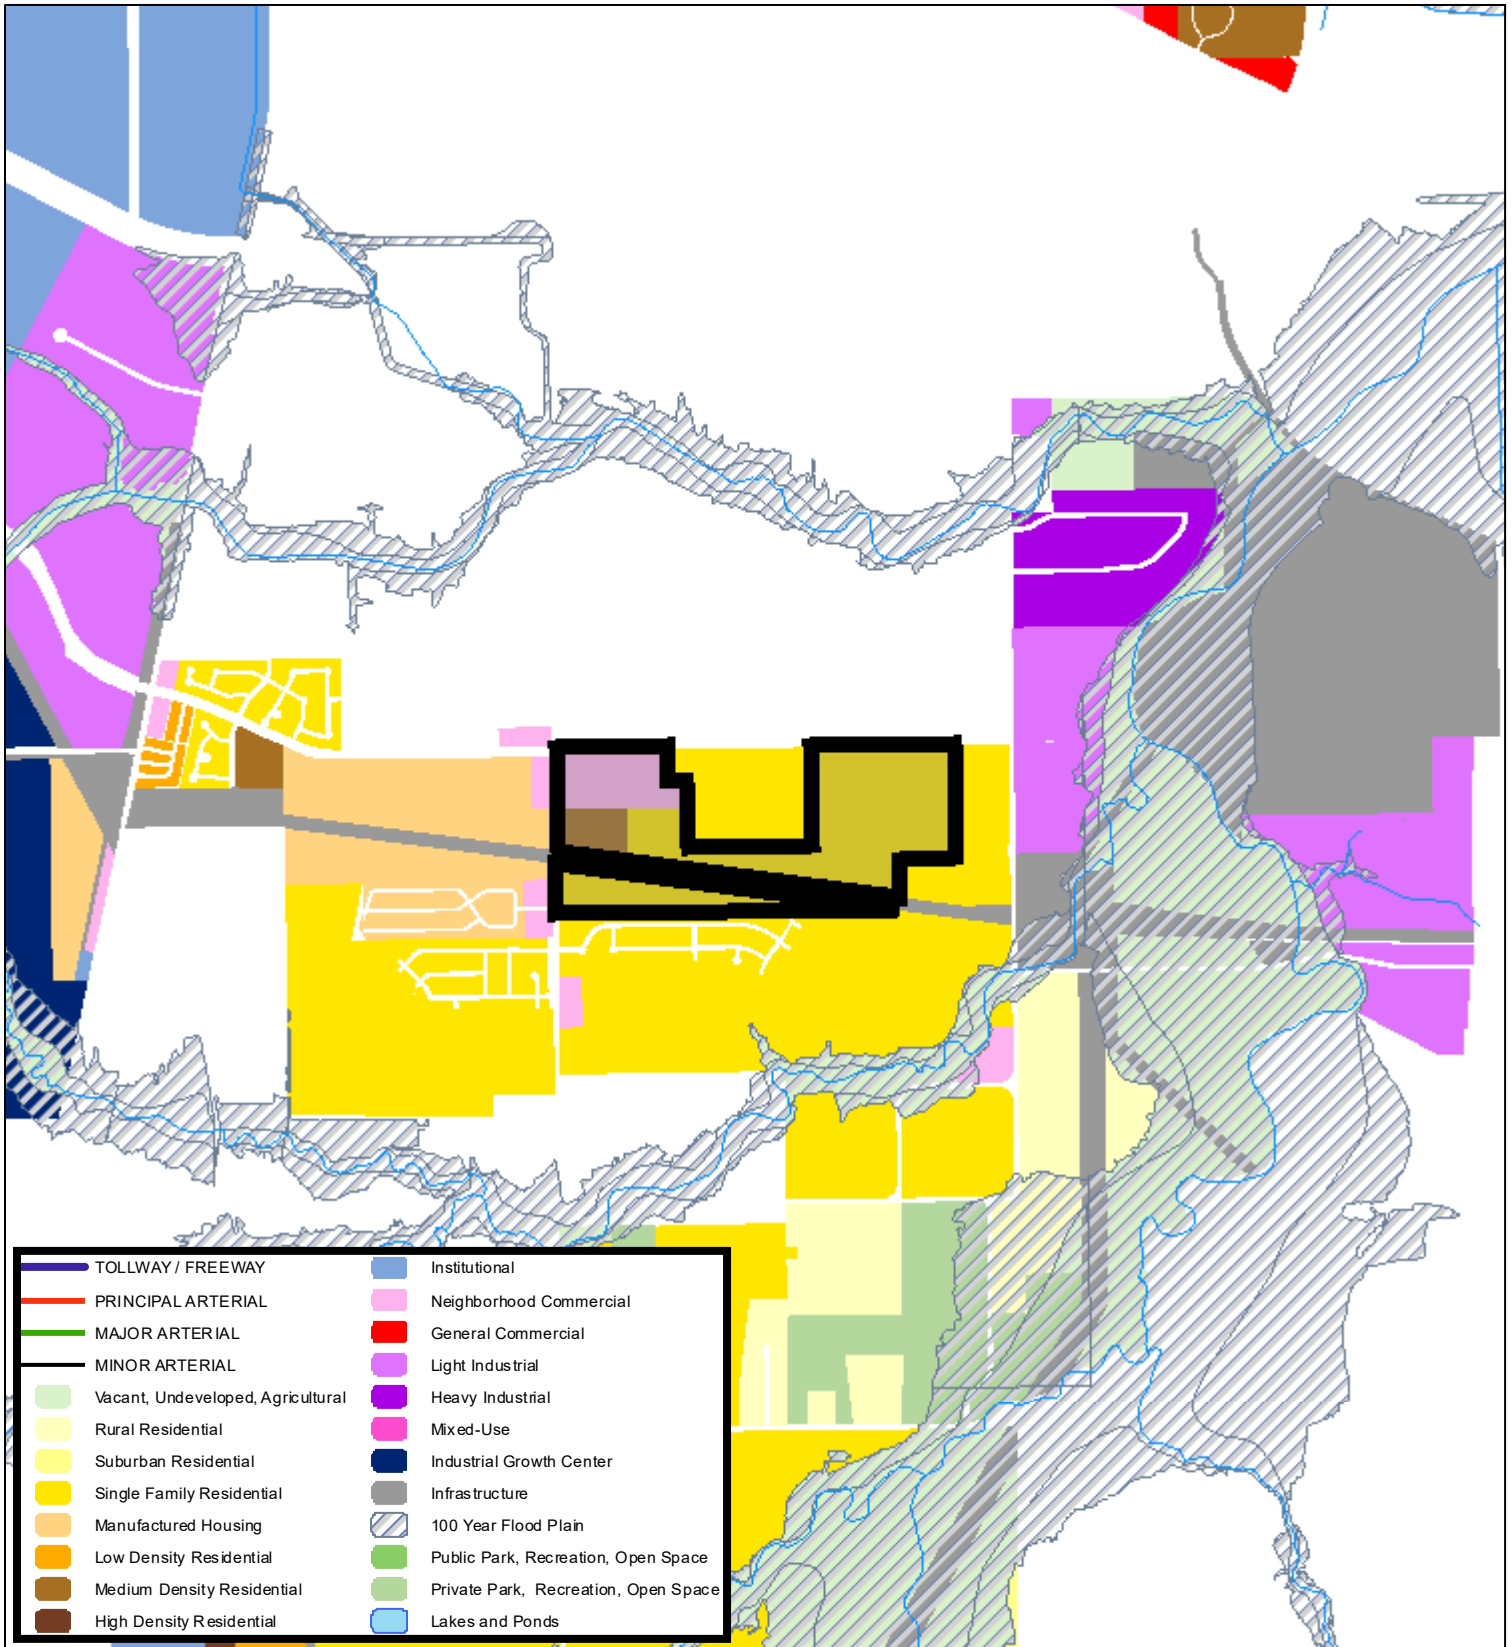 TOLLWAY / FREEWAY
PRINCIPAL ARTERIAL
MAJOR ARTERIAL
MINOR ARTERIAL
Vacant, Undeveloped, Agricultural
Rural Residential
Suburban Residential
Single Family Residential
Manufactured Housing
Low Density Residential
Medium Density Residential
High Density Residential
Institutional
Neighborhood Commercial
General Commercial
Light Industrial
Heavy Industrial
Mixed-Use
Industrial Growth Center
Infrastructure
100 Year Flood Plain
Public Park, Recreation, Open Space
Private Park, Recreation, Open Space
Lakes and Ponds